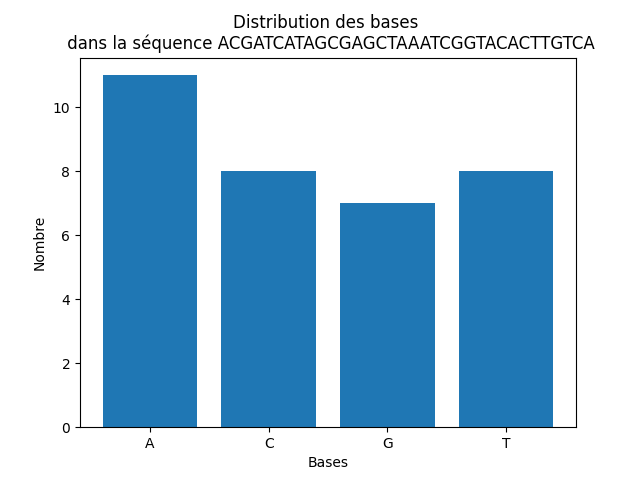 Distribution des bases
dans la séquence ACGATCATAGCGAGCTAAATCGGTACACTTGTCA
10
8
6
4
2
0
Nombre
A C G T
Bases